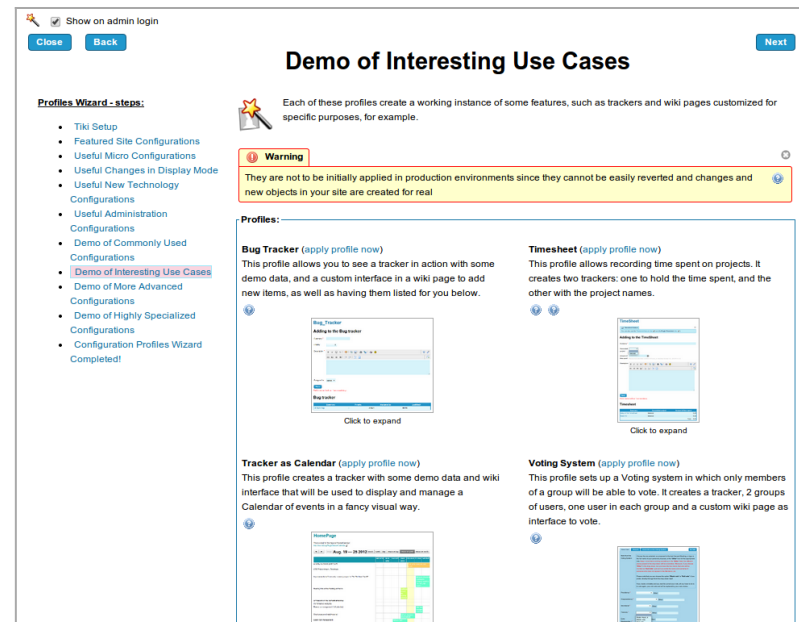 Show on admin login
Close
Back
Next
Demo of Interesting Use Cases
Profiles Wizard - steps:
Tiki Setup
Featured Site Configurations
Useful Micro Configurations
Useful Changes in Display Mode
Useful New Technology
Configurations
Useful Administration
Configurations
Demo of Commonly Used
Configurations
Demo of Interesting Use Cases
Demo of More Advanced
Configurations
Demo of Highly Specialized
Configurations
Configuration Profiles Wizard
Completed!
Each of these profiles create a working instance of some features, such as trackers and wiki pages customized for
specific purposes, for example.
Warning
They are not to be initially applied in production environments since they cannot be easily reverted and changes and
new objects in your site are created for real
Profiles:
Bug Tracker (apply profile now)
This profile allows you to see a tracker in action with some
demo data, and a custom interface in a wiki page to add
new items, as well as having them listed for you below.
Bug_Tracker
Adding to the Bug tracker
Bug tracker
Click to expand
Timesheet (apply profile now)
This profile allows recording time spent on projects. It
creates two trackers: one to hold the time spent, and the
other with the project names.
TimeSheet
Adding to the TimeSheet
Timesheet
Click to expand
Tracker as Calendar (apply profile now)
This profile creates a tracker with some demo data and wiki
interface that will be used to display and manage a
Calendar of events in a fancy visual way.
HomePage
Aug. 19 — 25 2012
Voting System (apply profile now)
This profile sets up a Voting system in which only members
of a group will be able to vote. It creates a tracker, 2 groups
of users, one user in each group and a custom wiki page as
interface to vote.